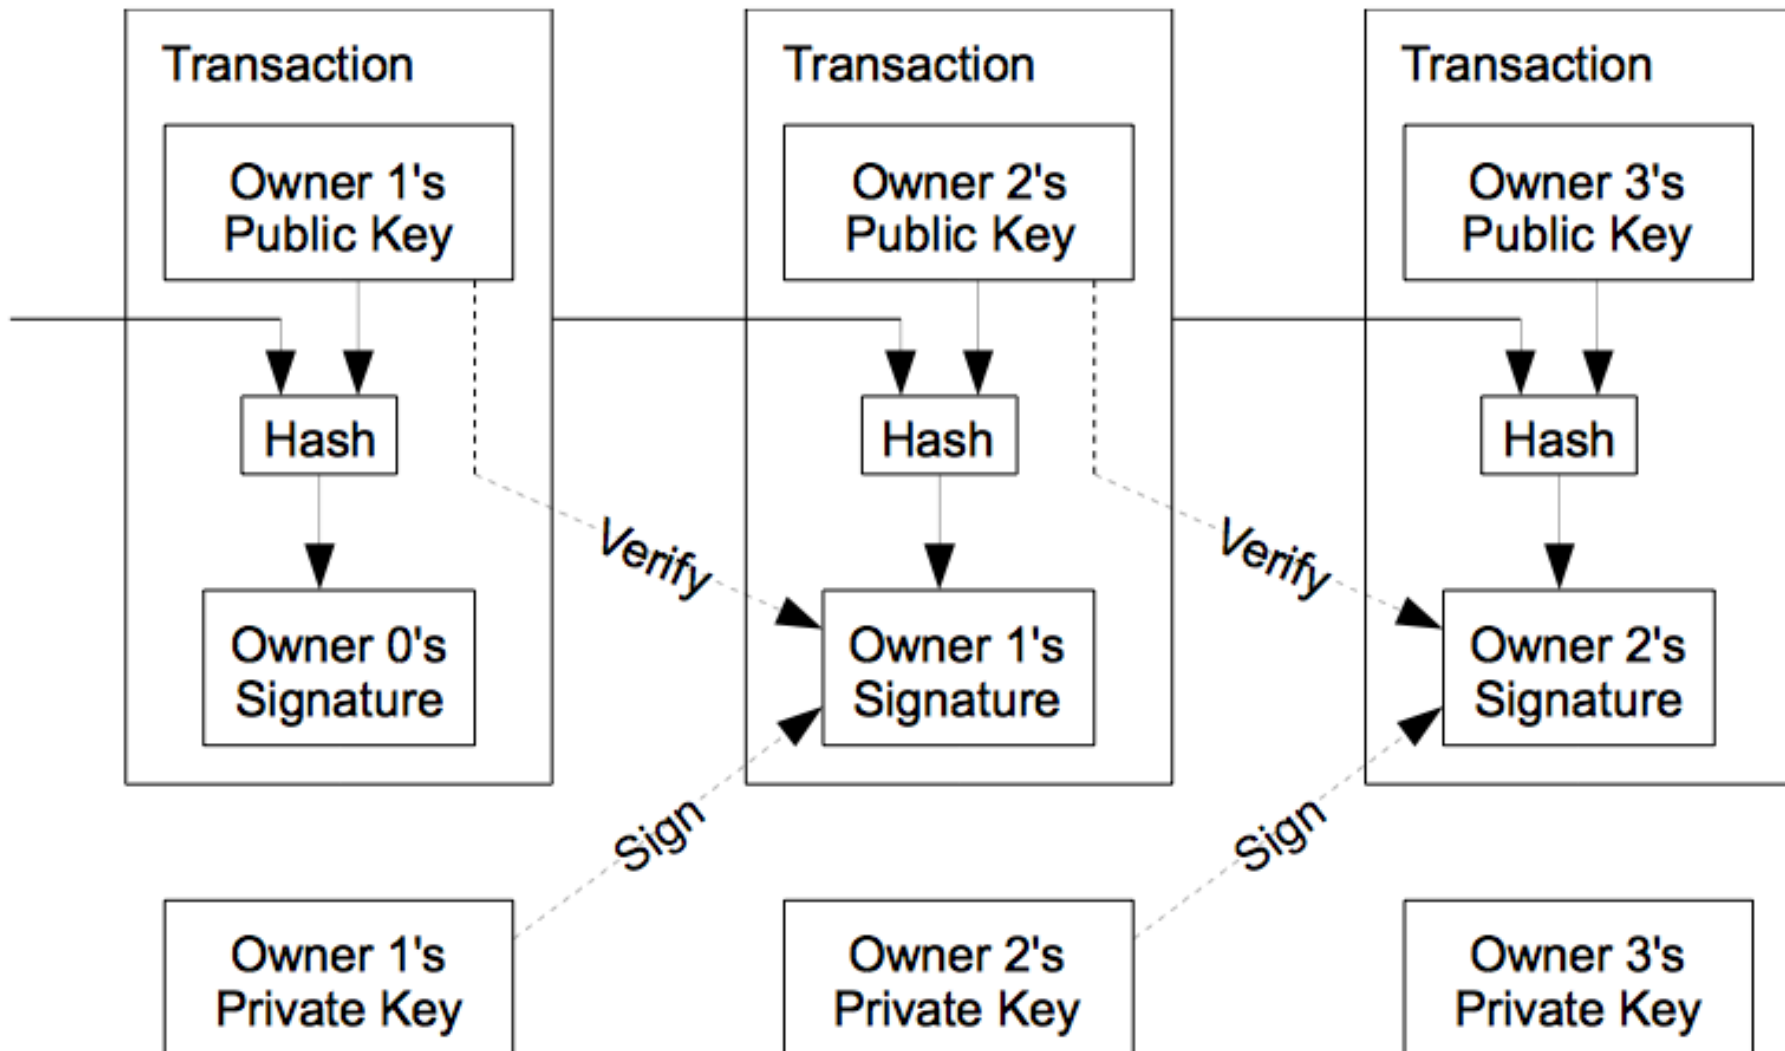 Transaction
Owner 1's
Public Key
Hash
Owner 0's
Signature
Transaction
Owner 2's
Public Key
Hash
Verify
Owner 1's
Signature
Transaction
Owner 3's
Public Key
Hash
Verify
Owner 2's
Signature
Sign
Sign
Owner 1's
Private Key
Owner 2's
Private Key
Owner 3's
Private Key